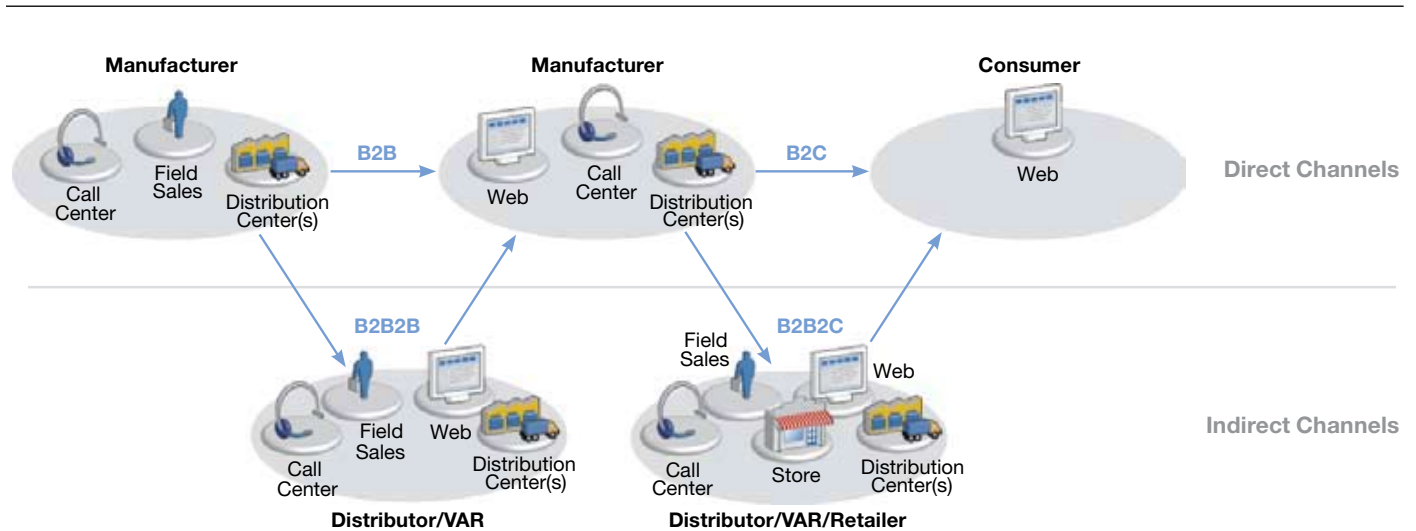 Manufacturer
Manufacturer
Consumer
Call
Center
Field
Sales
Distribution
Center(s)
B2B
Web
Call
Center
Distribution
Center(s)
B2C
Web
Direct Channels
B2B2B
B2B2C
Call
Center
Field
Sales
Web
Distribution
Center(s)
Distributor/VAR
Field
Sales
Web
Call
Center
Store
Distribution
Center(s)
Distributor/VAR/Retailer
Indirect Channels